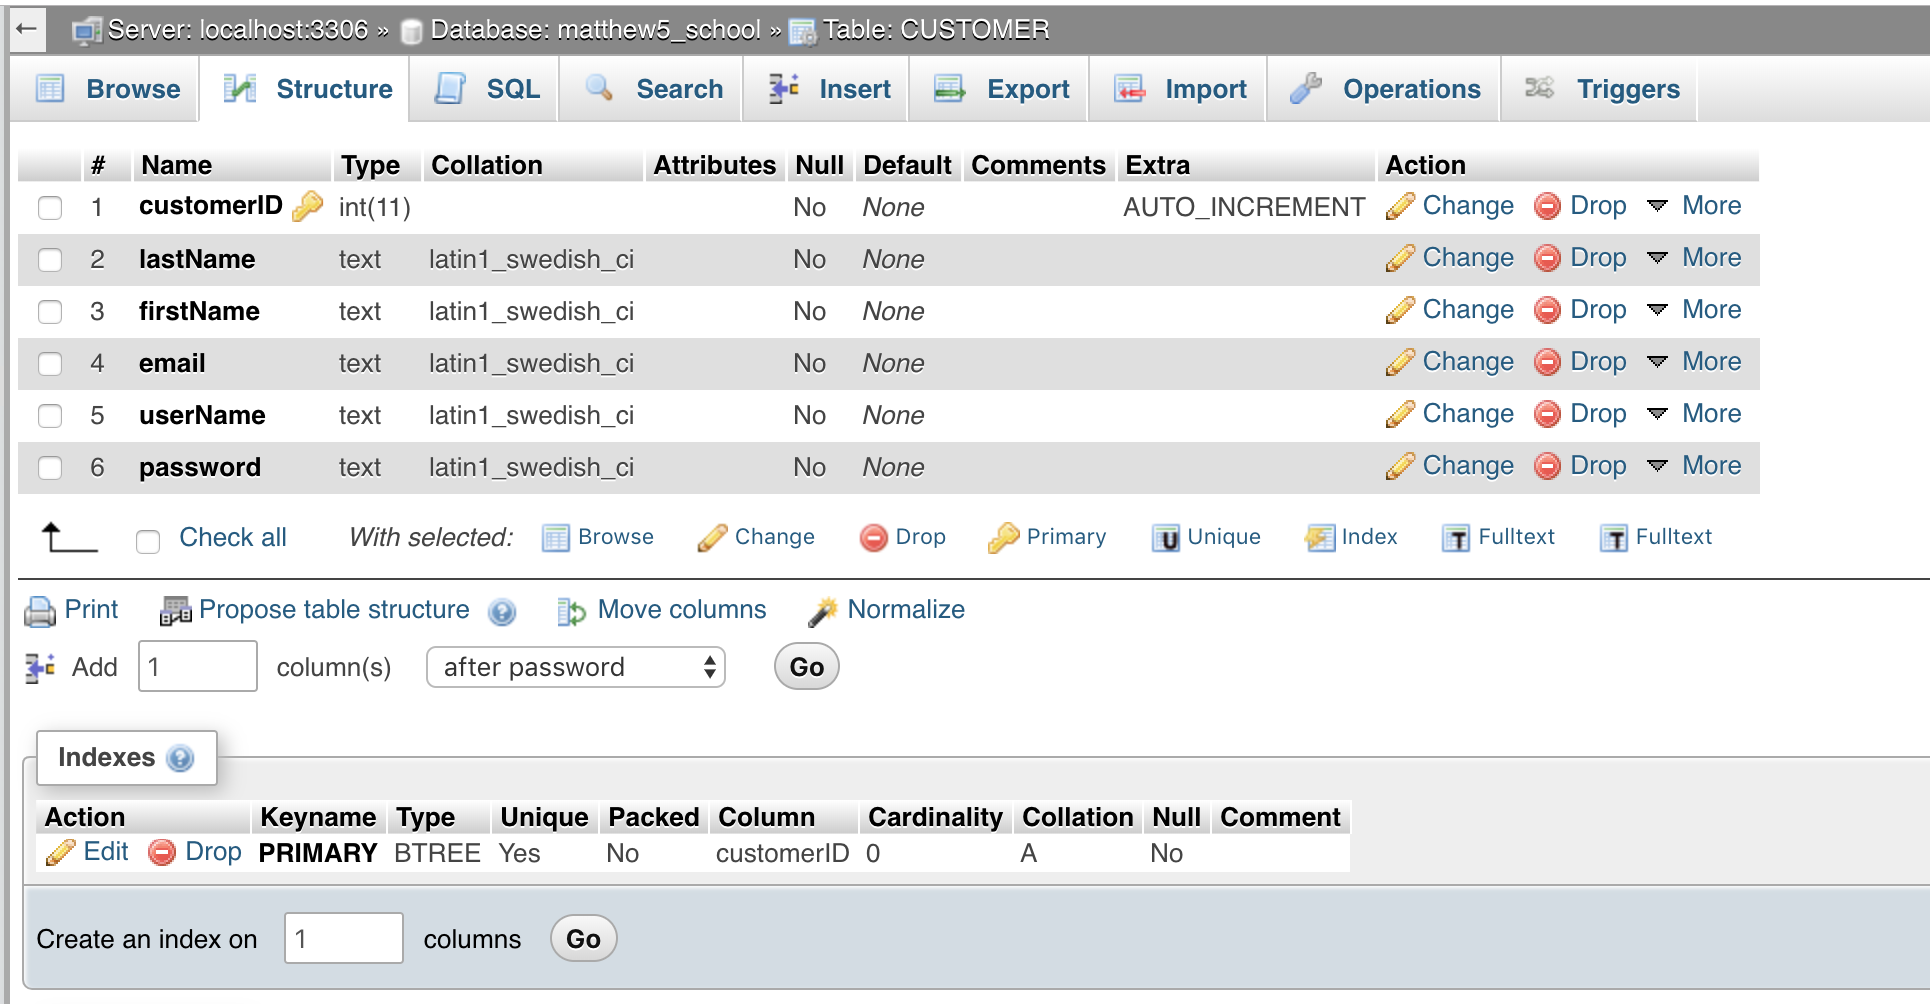 Server: localhost:3306 » Database: matthew5_school » Table: CUSTOMER
Browse Structure SQL Search Insert Export Import Operations Triggers
# Name Type Collation Attributes Null Default Comments Extra Action
1 customerID int(11) No None AUTO_INCREMENT Change Drop More
2 lastName text latin1_swedish_ci No None Change Drop More
3 firstName text latin1_swedish_ci No None Change Drop More
4 email text latin1_swedish_ci No None Change Drop More
5 userName text latin1_swedish_ci No None Change Drop More
6 password text latin1_swedish_ci No None Change Drop More
Check all With selected: Browse Change Drop Primary Unique Index Fulltext Fulltext
Print Propose table structure Move columns Normalize
Add 1 column(s) after password Go
Indexes
Action Keyname Type Unique Packed Column Cardinality Collation Null Comment
Edit Drop PRIMARY BTREE Yes No customerID 0 A No
Create an index on 1 columns Go